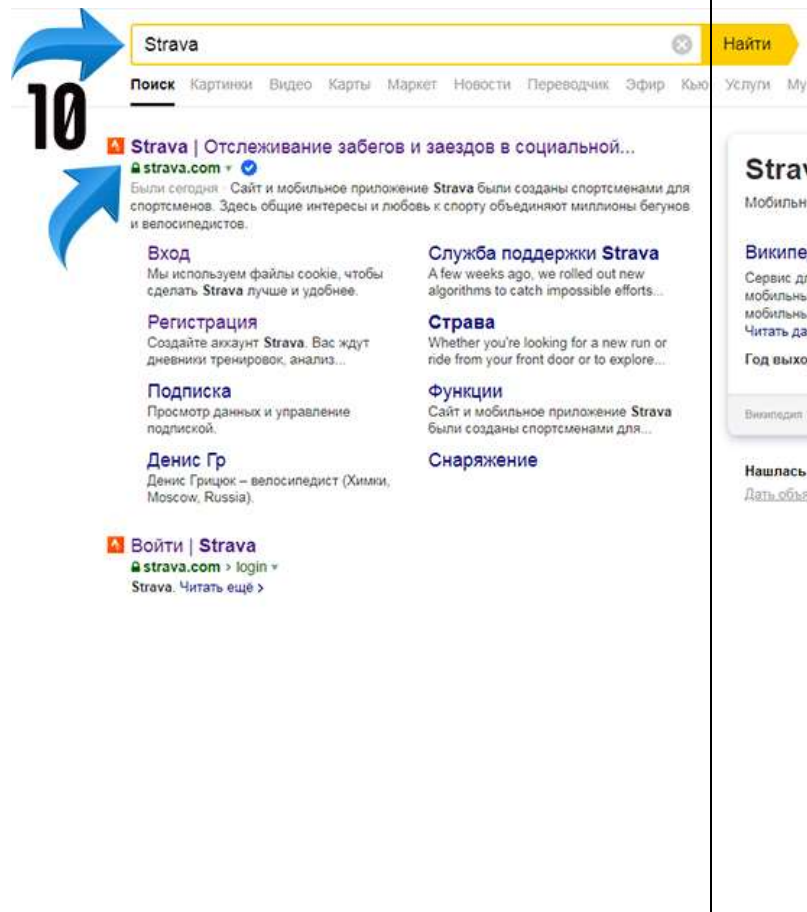 Strava
Найти
Поиск Картинки Видео Карты Маркет Новости Переводчик Эфир Кью Услуги Му
10
Strava | Отслеживание забегов и заездов в социальной...
strava.com
Были сегодня · Сайт и мобильное приложение Strava были созданы спортсменами для
спортсменов. Здесь общие интересы и любовь к спорту объединяют миллионы бегунов
и велосипедистов.
Вход
Мы используем файлы cookie, чтобы
сделать Strava лучше и удобнее.
Регистрация
Создайте аккаунт Strava. Вас ждут
дневники тренировок, анализ...
Подписка
Просмотр данных и управление
подпиской.
Денис Гр
Денис Грицюк – велосипедист (Химки,
Moscow, Russia).
Служба поддержки Strava
A few weeks ago, we rolled out new
algorithms to catch impossible efforts...
Страва
Whether you're looking for a new run or
ride from your front door or to explore...
Функции
Сайт и мобильное приложение Strava
были созданы спортсменами для...
Снаряжение
Войти | Strava
strava.com › login
Strava. Читать ещё ›
Strav
Мобильн
Википе
Сервис дл
мобильны
мобильны
Читать да
Год выхо
Википедия
Нашлась
Дать объя